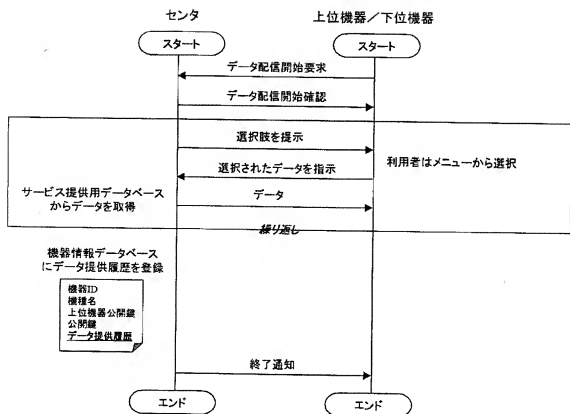 センタ
上位機器／下位機器
スタート
スタート
データ配信開始要求
データ配信開始確認
選択肢を提示
利用者はメニューから選択
選択されたデータを指示
サービス提供用データベース
からデータを取得
データ
繰り返し
機器情報データベース
にデータ提供履歴を登録
機器ID
機種名
上位機器公開鍵
公開鍵
データ提供履歴
終了通知
エンド
エンド